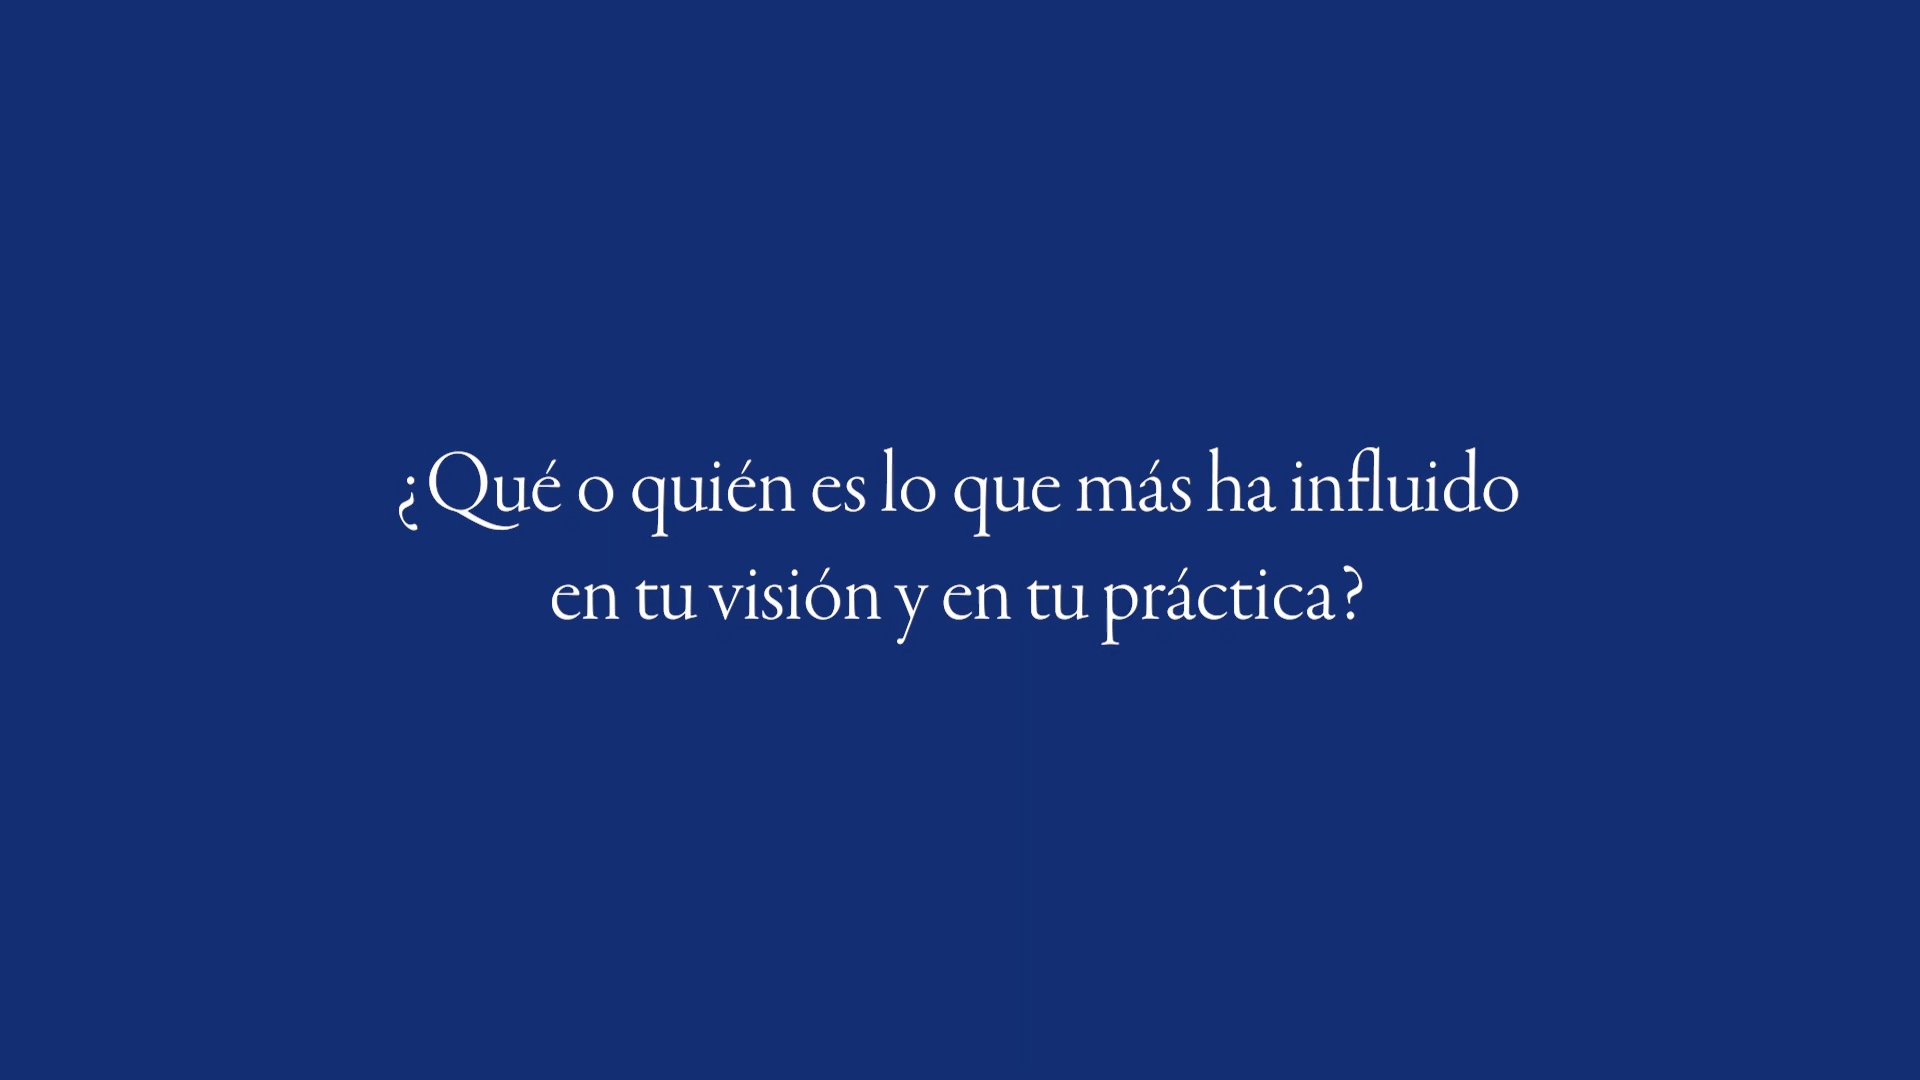 ¿Qué o quién es lo que más ha influido
en tu visión y en tu práctica?